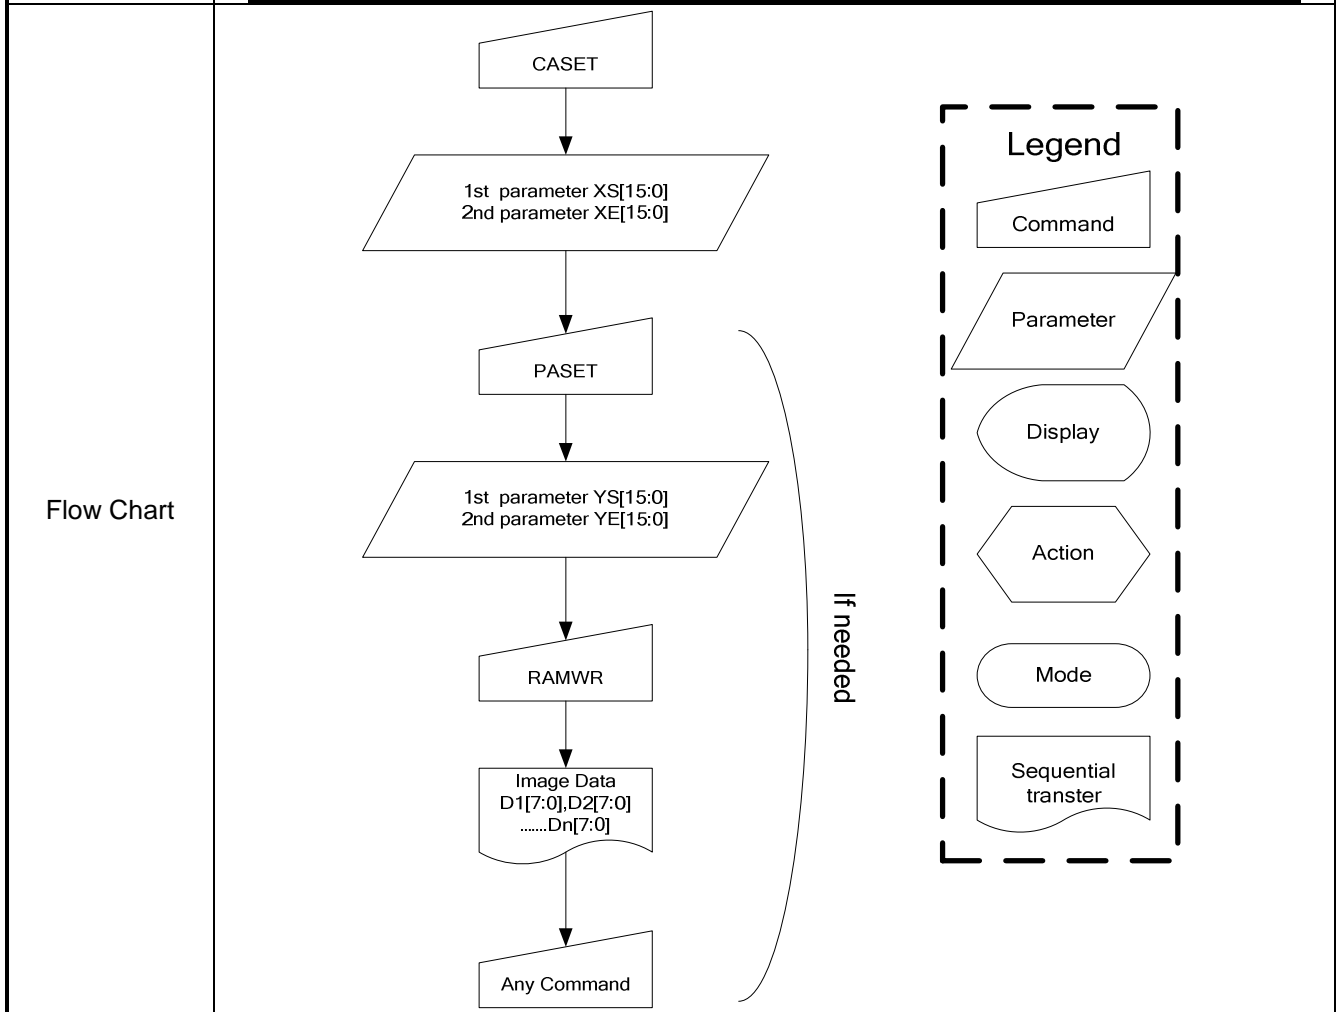 Flow Chart
CASET
1st parameter XS[15:0]
2nd parameter XE[15:0]
PASET
1st parameter YS[15:0]
2nd parameter YE[15:0]
RAMWR
Image Data
D1[7:0],D2[7:0]
.......Dn[7:0]
Any Command
If needed
Legend
Command
Parameter
Display
Action
Mode
Sequential
transter